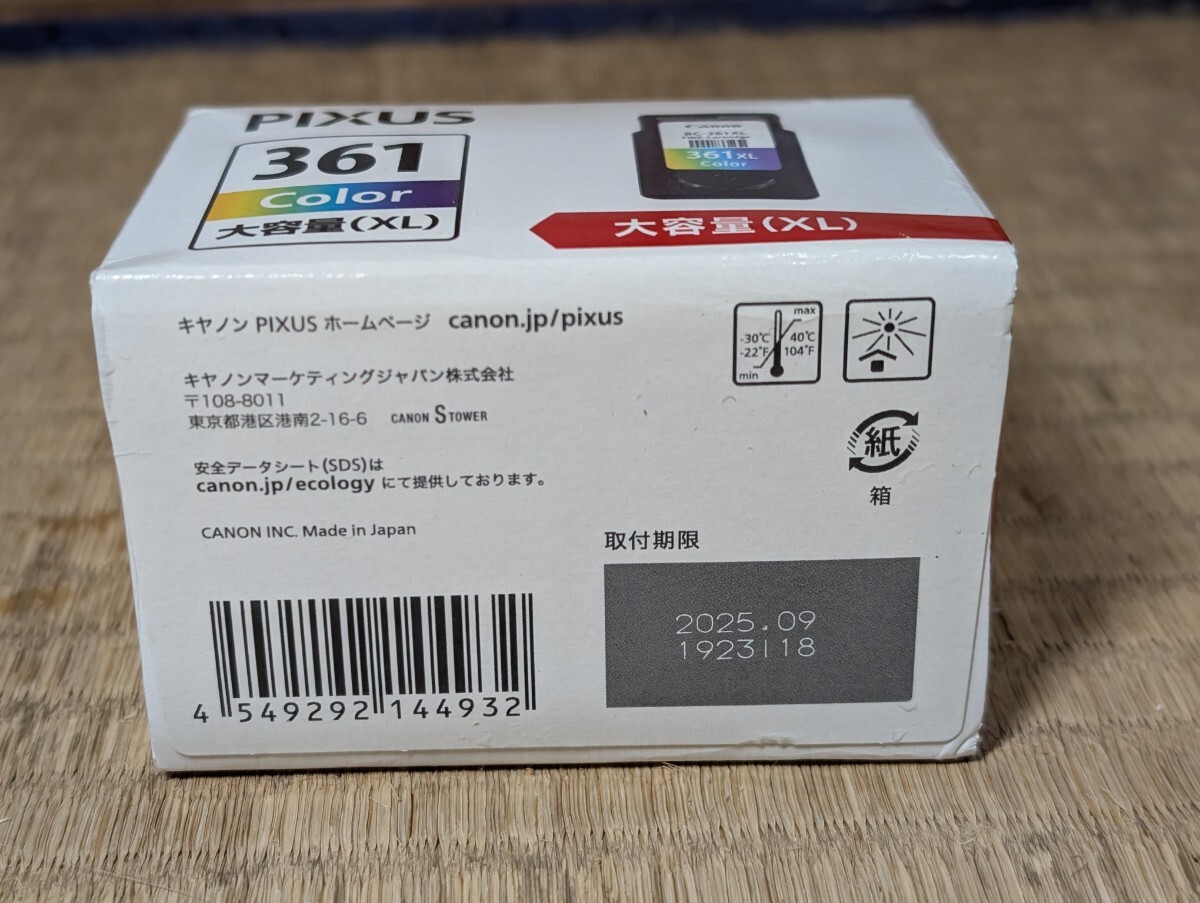 PIXUS
361
Color
大容量(XL)
Canon
BC-361XL
FINE Cartridge
361XL
Color
大容量(XL)
キヤノン PIXUS ホームページ canon.jp/pixus
キヤノンマーケティングジャパン株式会社
〒108-8011
東京都港区港南2-16-6 CANON S TOWER
安全データシート(SDS)は
canon.jp/ecology にて提供しております。
CANON INC. Made in Japan
max
-30℃ 40℃
-22°F 104°F
min
紙
箱
取付期限
2025.09
1923I18
4 549292 144932